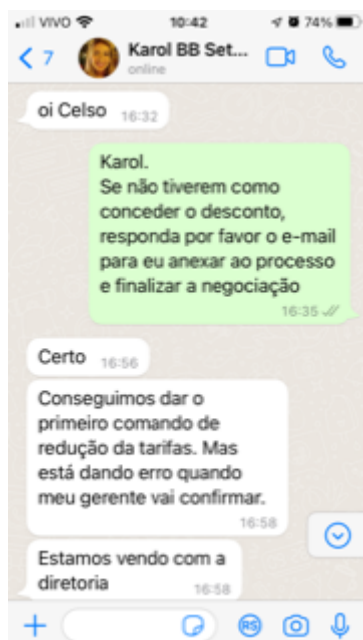 VIVO 10:42 74%
7 Karol BB Set...
online
oi Celso 16:32
Karol.
Se não tiverem como
conceder o desconto,
responda por favor o e-mail
para eu anexar ao processo
e finalizar a negociação
16:35
Certo 16:56
Conseguimos dar o
primeiro comando de
redução da tarifas. Mas
está dando erro quando
meu gerente vai confirmar.
16:58
Estamos vendo com a
diretoria 16:58
R$